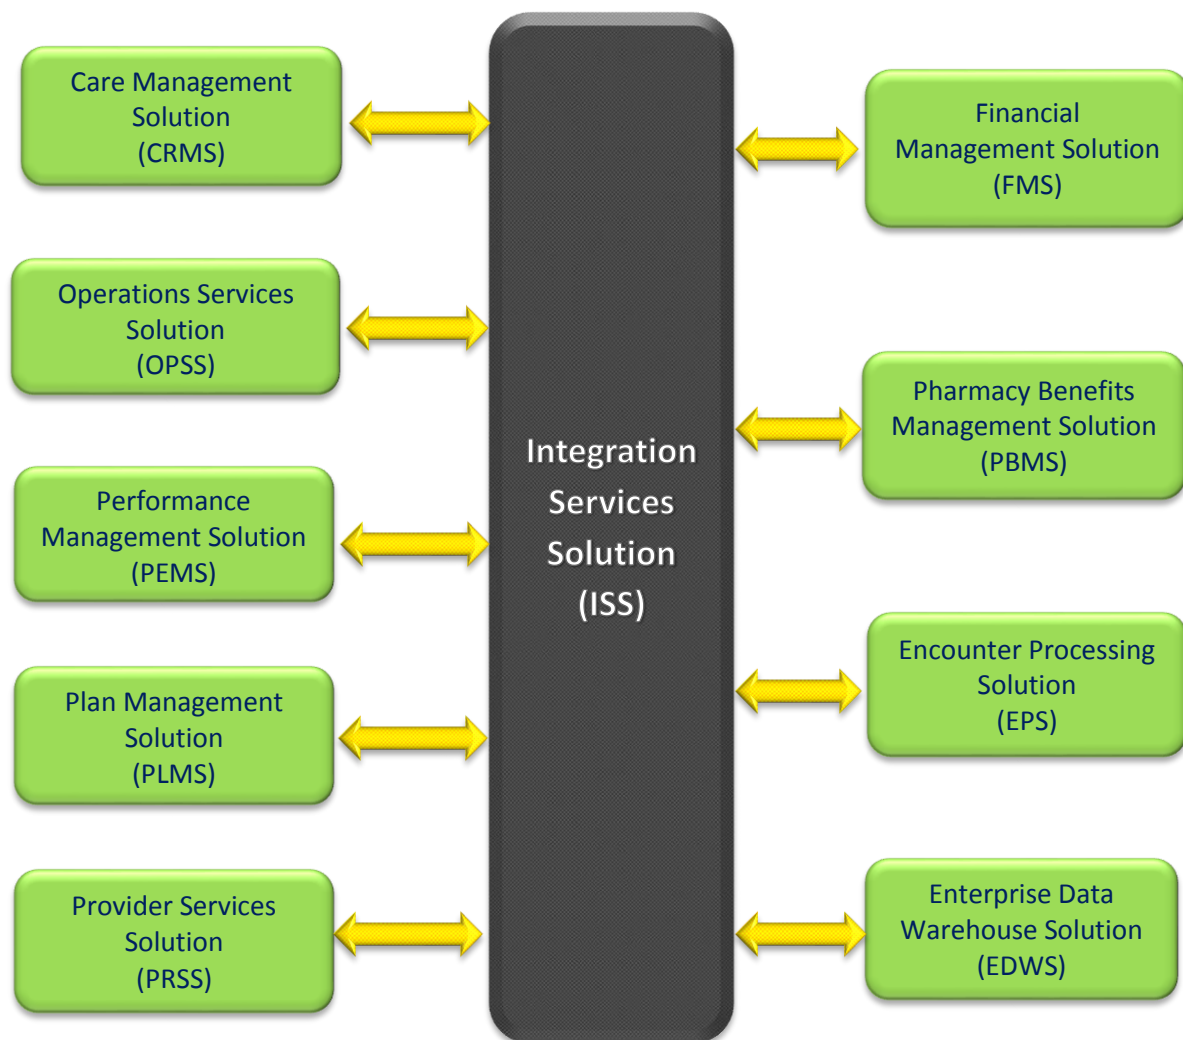 Care Management
Solution
(CRMS)
Operations Services
Solution
(OPSS)
Performance
Management Solution
(PEMS)
Plan Management
Solution
(PLMS)
Provider Services
Solution
(PRSS)
Integration
Services
Solution
(ISS)
Financial
Management Solution
(FMS)
Pharmacy Benefits
Management Solution
(PBMS)
Encounter Processing
Solution
(EPS)
Enterprise Data
Warehouse Solution
(EDWS)